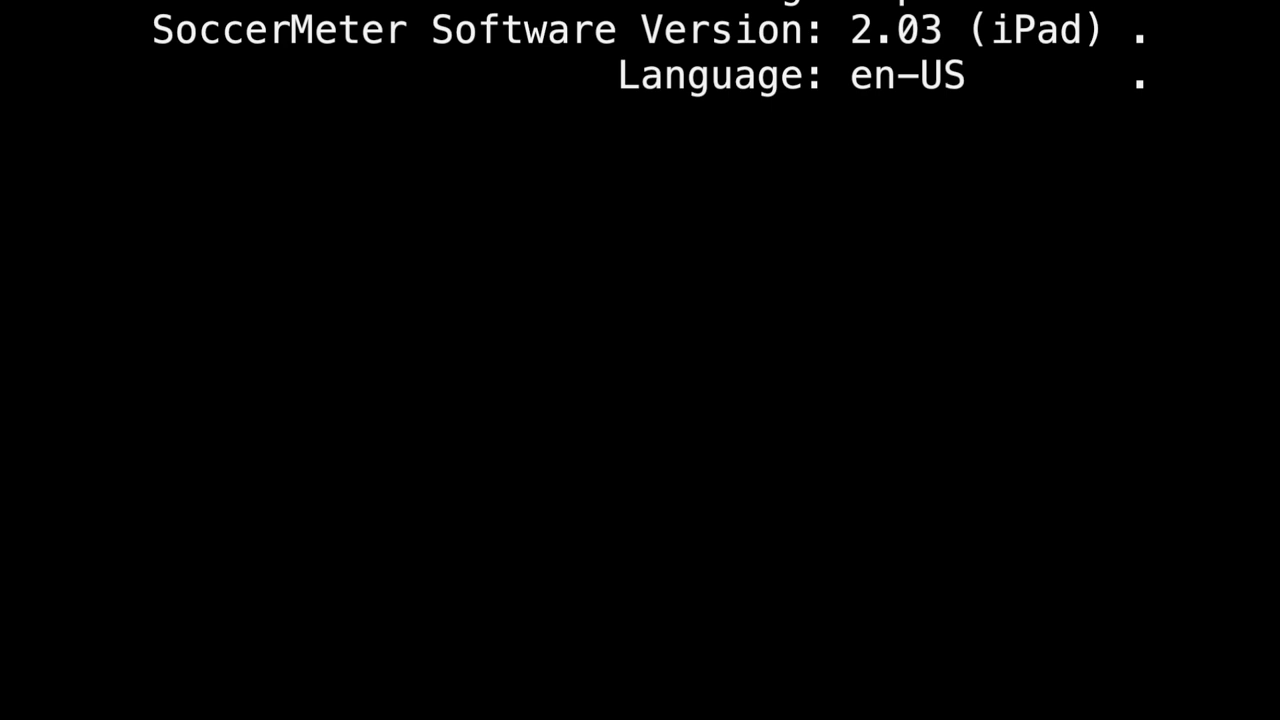 SoccerMeter Software Version: 2.03 (iPad) .
Language: en-US .